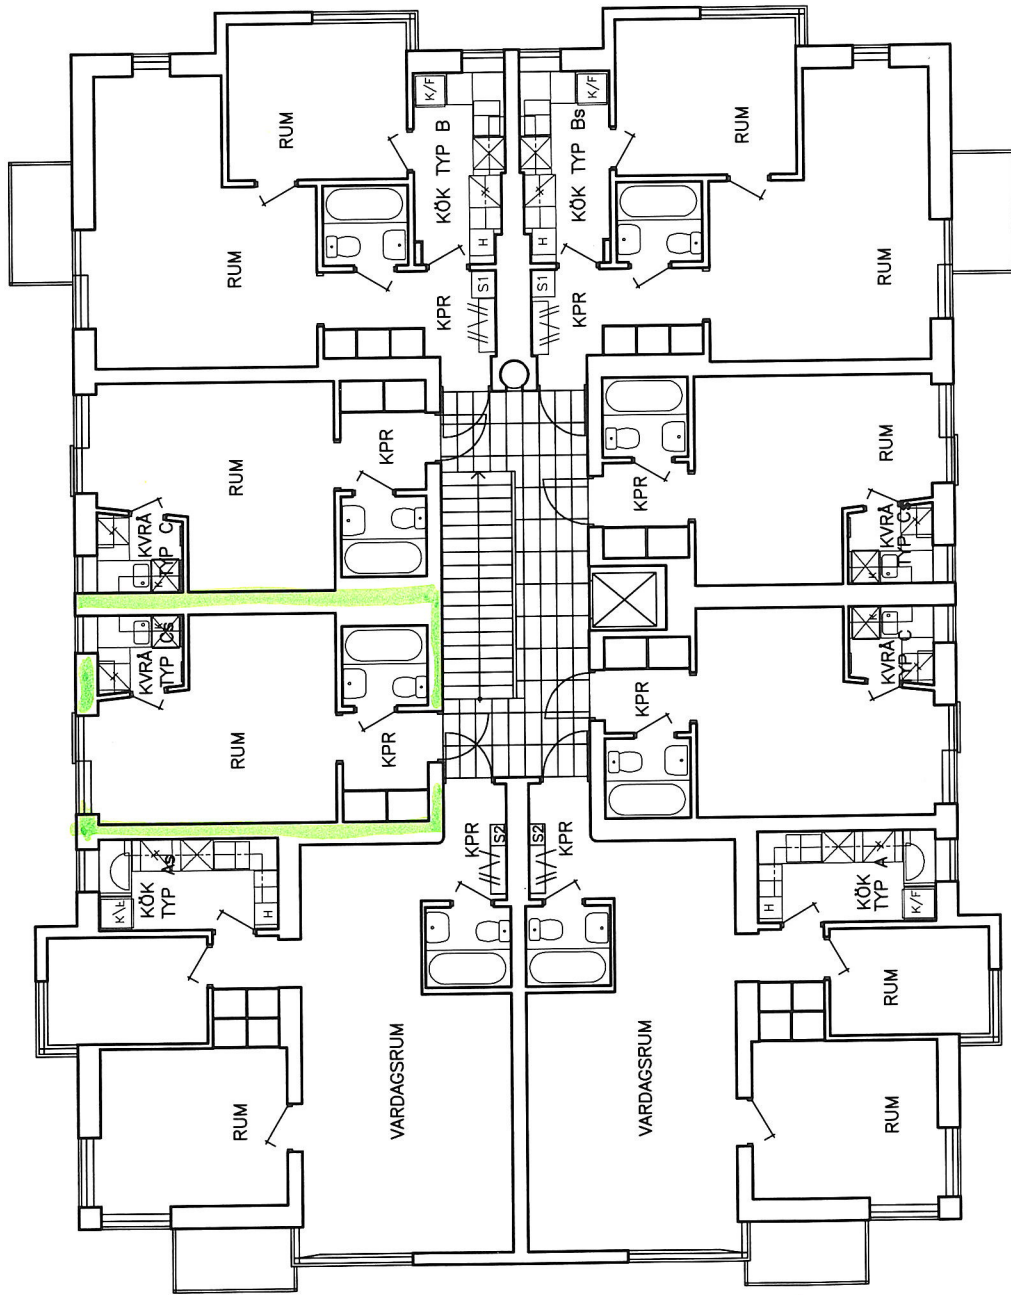 RUM
RUM
K/F
K/F
KÖK TYP B
KÖK TYP Bs
H
H
RUM
RUM
S1
S1
KPR
KPR
RUM
KPR
KPR
RUM
KVRÅ
TYP C
K
KVRÅ
TYP Cs
K
KVRÅ
TYP Cs
K
KVRÅ
TYP C
K
RUM
KPR
KPR
S2
S2
KPR
KPR
KÖK
TYP As
K/F
H
KÖK
TYP A
K/F
H
RUM
VARDAGSRUM
VARDAGSRUM
RUM
RUM